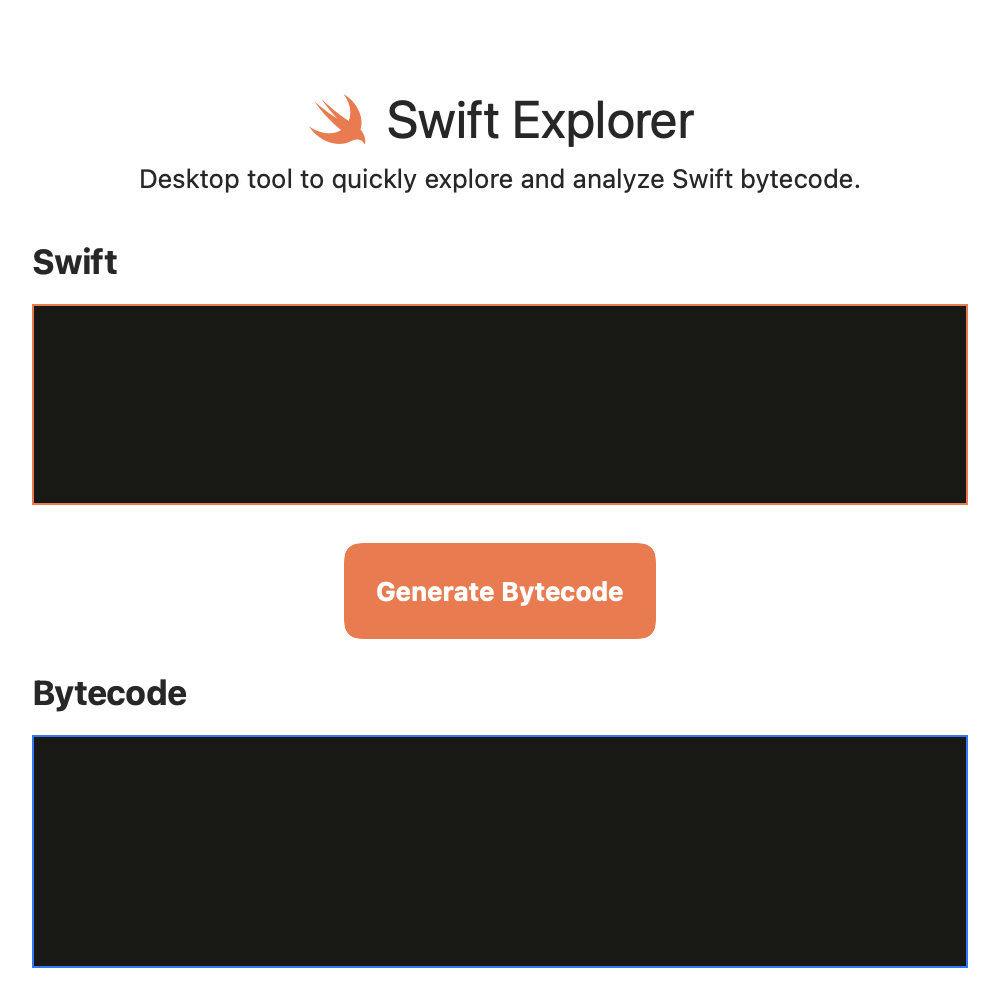 Swift Explorer
Desktop tool to quickly explore and analyze Swift bytecode.
Swift
Generate Bytecode
Bytecode